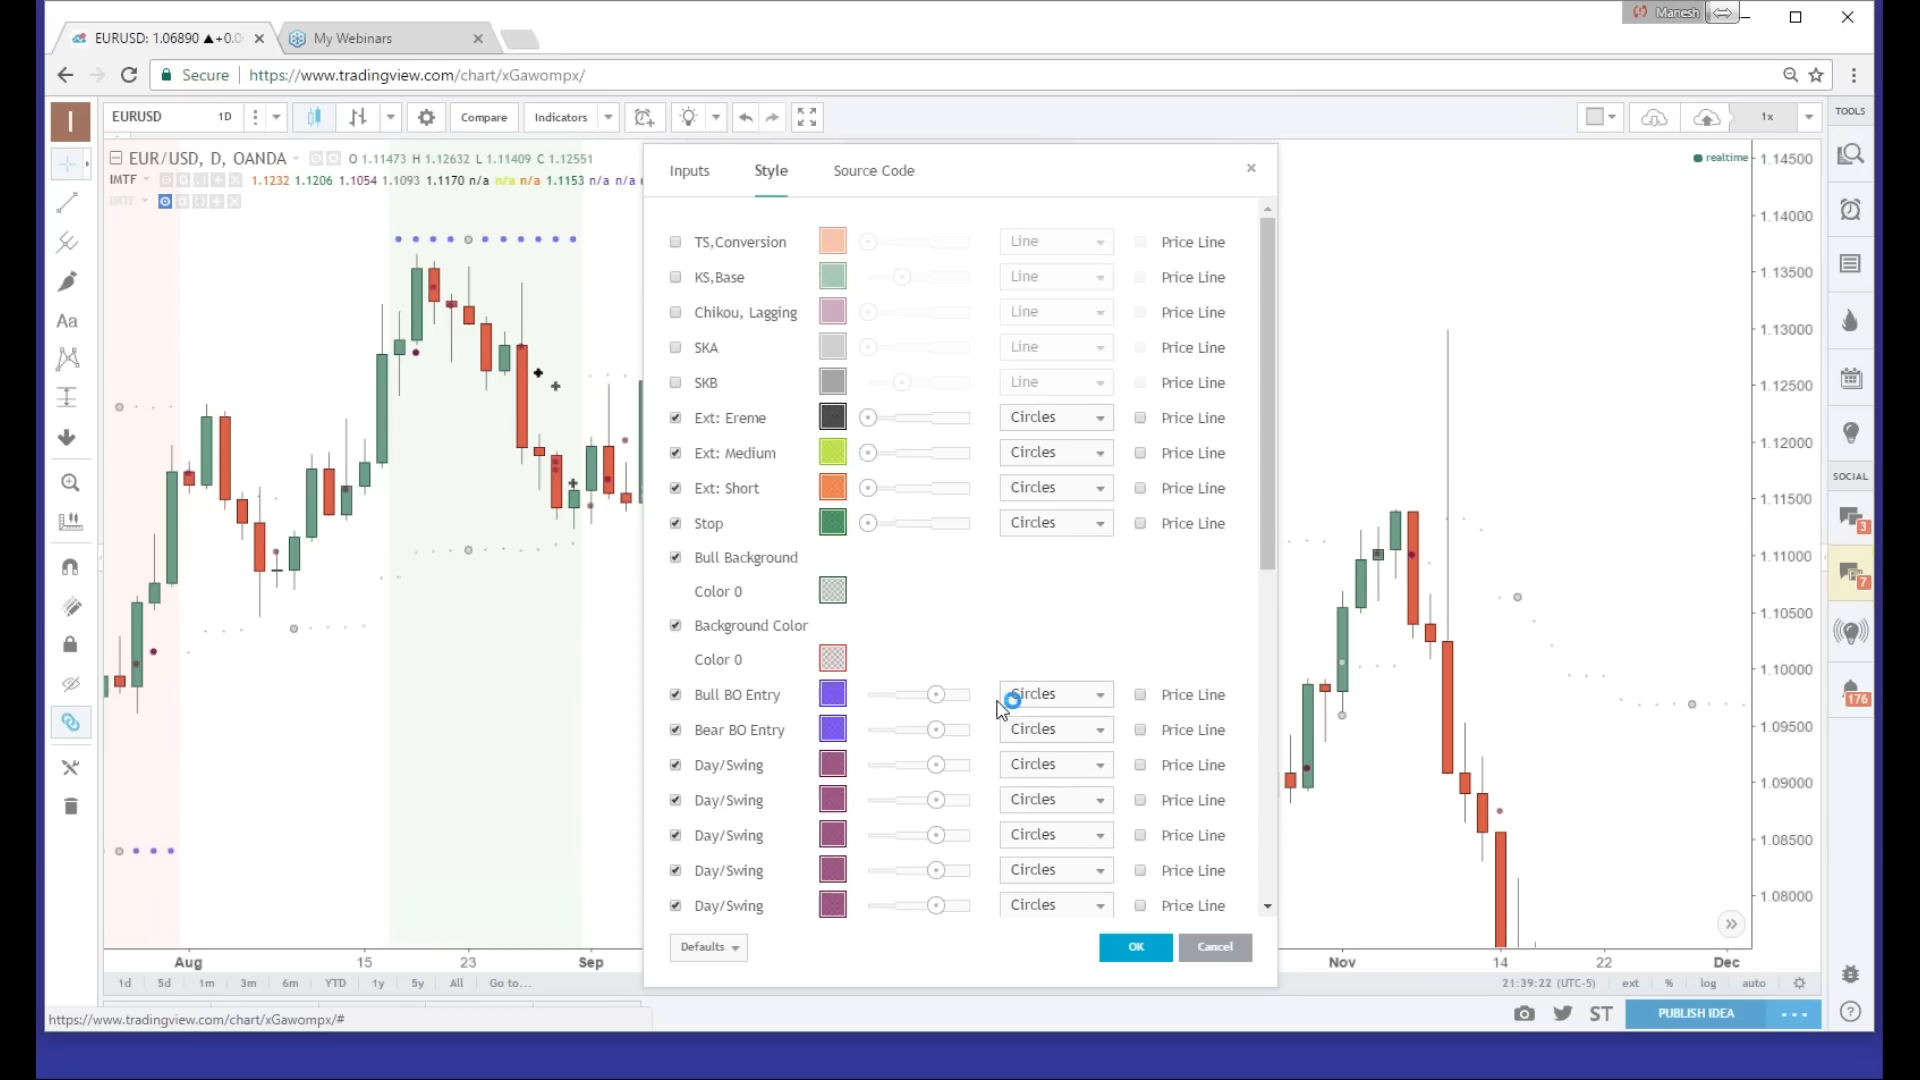 Manesh
EURUSD: 1.06890 ▲+0.0
My Webinars
Secure https://www.tradingview.com/chart/xGawompx/
I EURUSD 1D Compare Indicators 1x TOOLS
EUR/USD, D, OANDA O 1.11473 H 1.12632 L 1.11409 C 1.12551
IMTF 1.1232 1.1206 1.1054 1.1093 1.1170 n/a n/a n/a 1.1153 n/a n/a
IMTF
Inputs Style Source Code
TS,Conversion Line Price Line
KS,Base Line Price Line
Chikou, Lagging Line Price Line
SKA Line Price Line
SKB Line Price Line
Ext: Ereme Circles Price Line
Ext: Medium Circles Price Line
Ext: Short Circles Price Line
Stop Circles Price Line
Bull Background
Color 0
Background Color
Color 0
Bull BO Entry Circles Price Line
Bear BO Entry Circles Price Line
Day/Swing Circles Price Line
Day/Swing Circles Price Line
Day/Swing Circles Price Line
Day/Swing Circles Price Line
Day/Swing Circles Price Line
Defaults OK Cancel
realtime
1.14500
1.14000
1.13500
1.13000
1.12500
1.12000
1.11500
1.11000
1.10500
1.10000
1.09500
1.09000
1.08500
1.08000
Aa
SOCIAL
3
7
176
Aug 15 23 Sep Nov 14 22 Dec
1d 5d 1m 3m 6m YTD 1y 5y All Go to... 21:39:22 (UTC-5) ext % log auto
https://www.tradingview.com/chart/xGawompx/#
ST PUBLISH IDEA